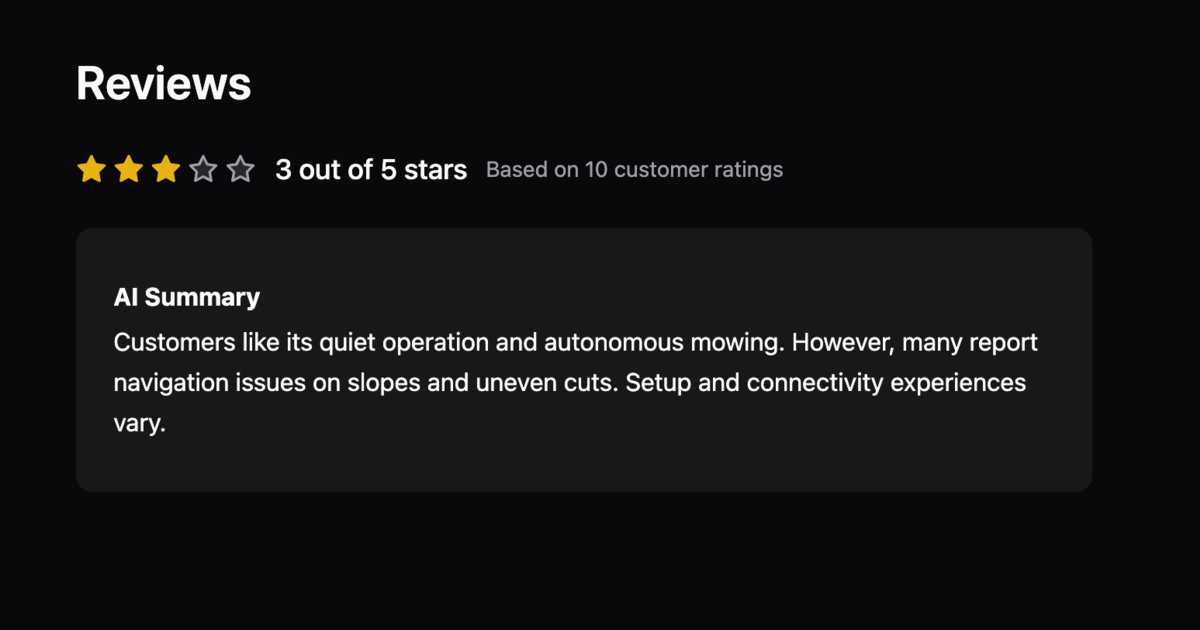 Reviews
3 out of 5 stars Based on 10 customer ratings
AI Summary
Customers like its quiet operation and autonomous mowing. However, many report
navigation issues on slopes and uneven cuts. Setup and connectivity experiences
vary.